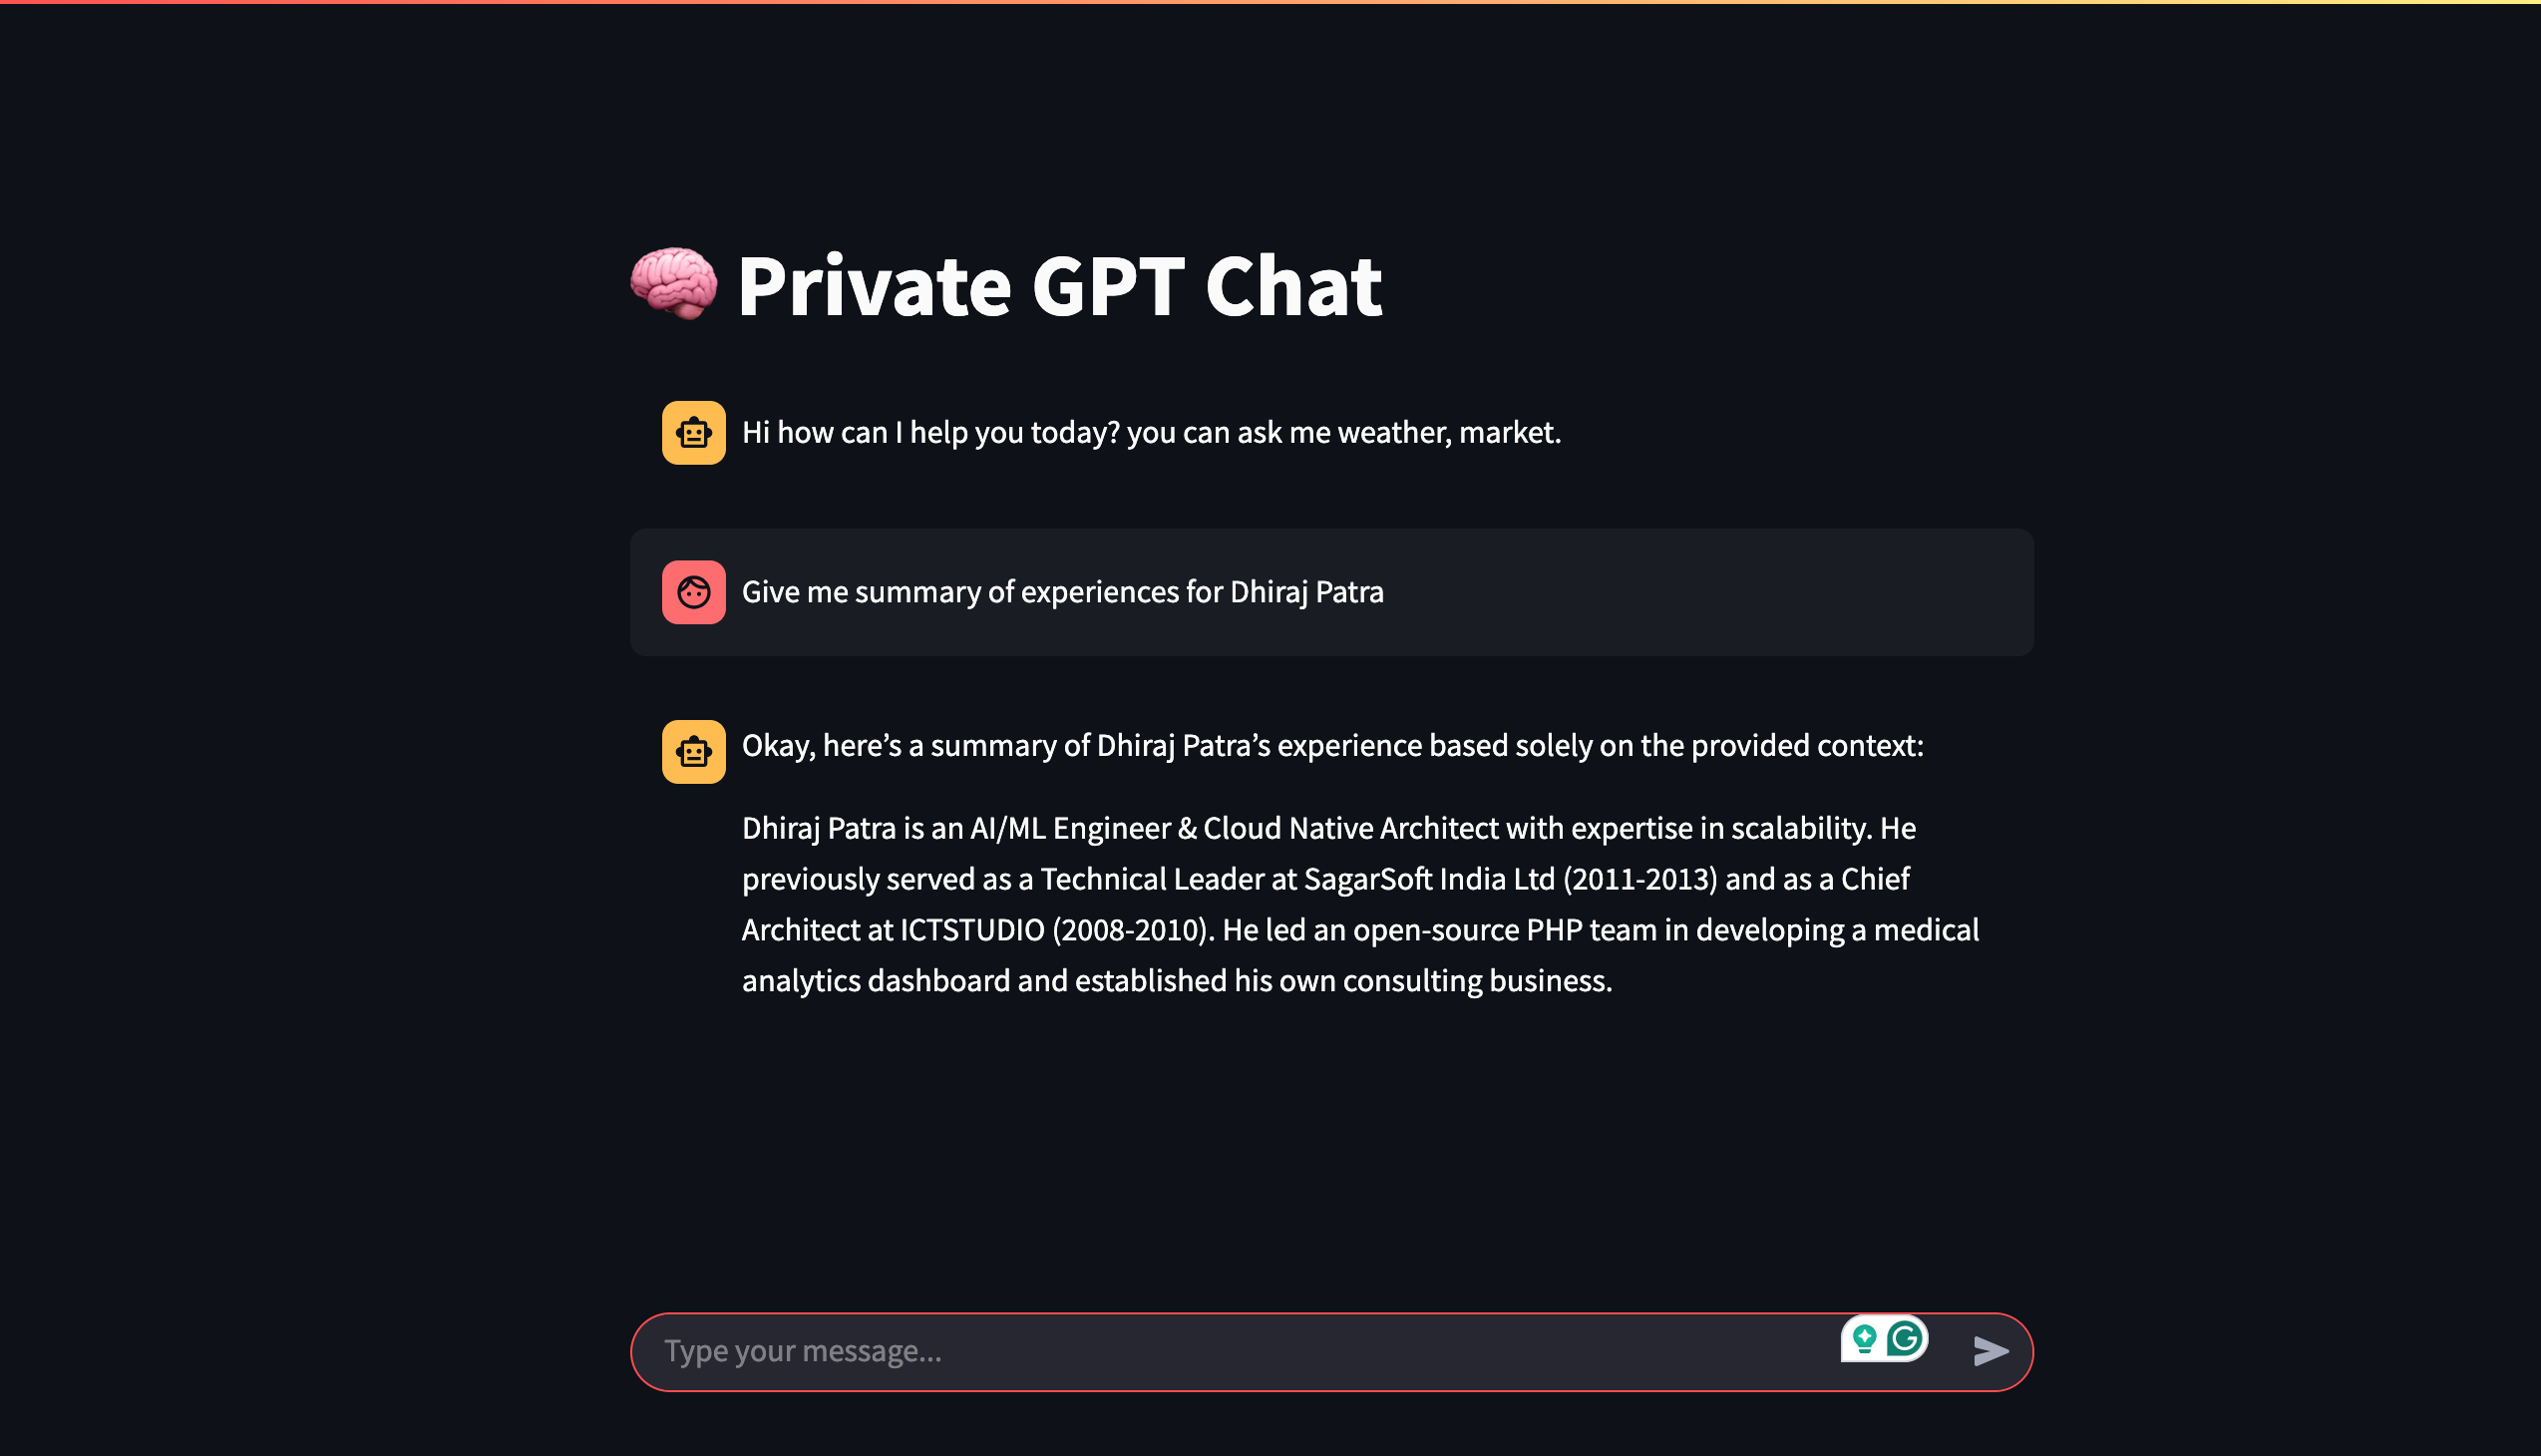 Private GPT Chat
Hi how can I help you today? you can ask me weather, market.
Give me summary of experiences for Dhiraj Patra
Okay, here’s a summary of Dhiraj Patra’s experience based solely on the provided context:
Dhiraj Patra is an AI/ML Engineer & Cloud Native Architect with expertise in scalability. He
previously served as a Technical Leader at SagarSoft India Ltd (2011-2013) and as a Chief
Architect at ICTSTUDIO (2008-2010). He led an open-source PHP team in developing a medical
analytics dashboard and established his own consulting business.
Type your message...